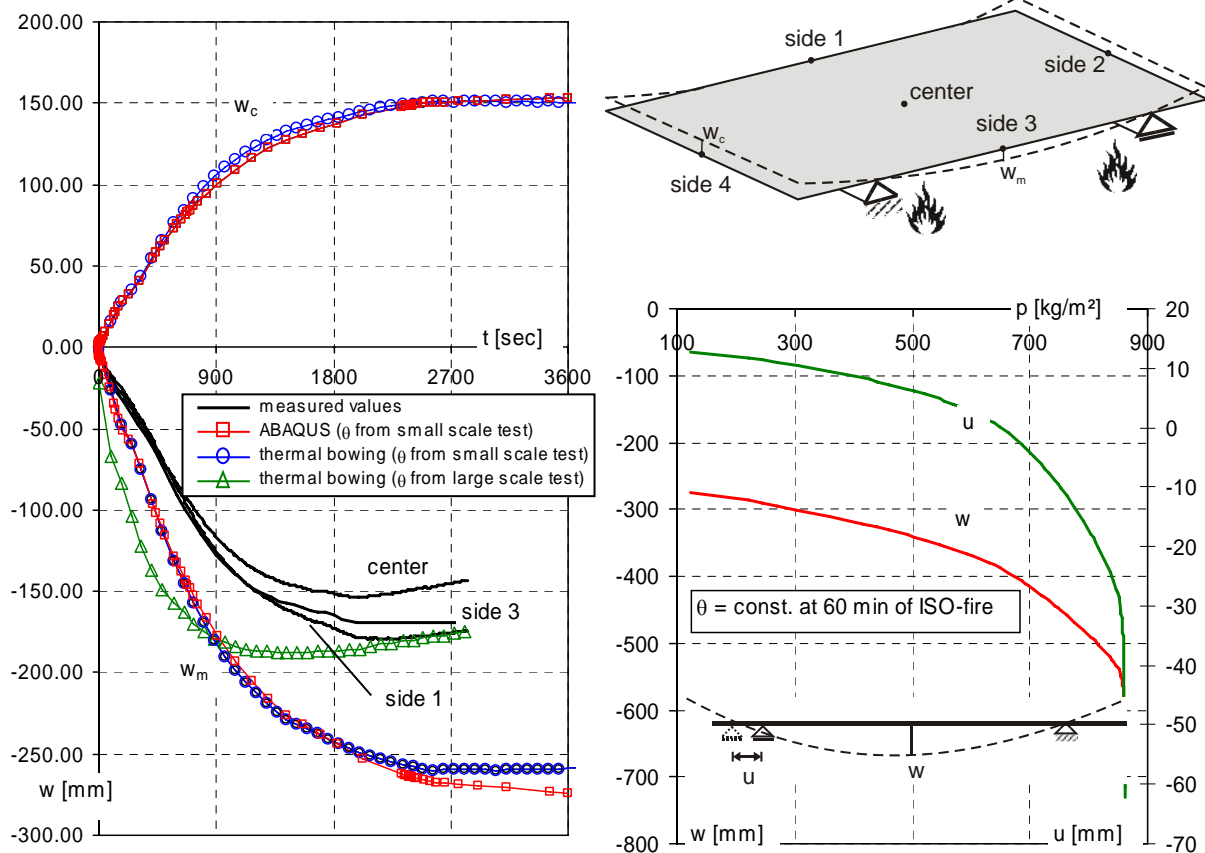 200.00
150.00
100.00
50.00
0.00
-50.00
-100.00
-150.00
-200.00
-250.00
-300.00
w_c
t [sec]
0 900 1800 2700 3600
measured values
ABAQUS (θ from small scale test)
thermal bowing (θ from small scale test)
thermal bowing (θ from large scale test)
center
side 3
side 1
w_m
w [mm]
side 1
side 2
center
side 3
w_c
side 4
w_m
p [kg/m²]
100 300 500 700 900
0
-100
-200
-300
-400
-500
-600
-700
-800
20
10
0
-10
-20
-30
-40
-50
-60
-70
u
w
θ = const. at 60 min of ISO-fire
u
w
w [mm]
u [mm]